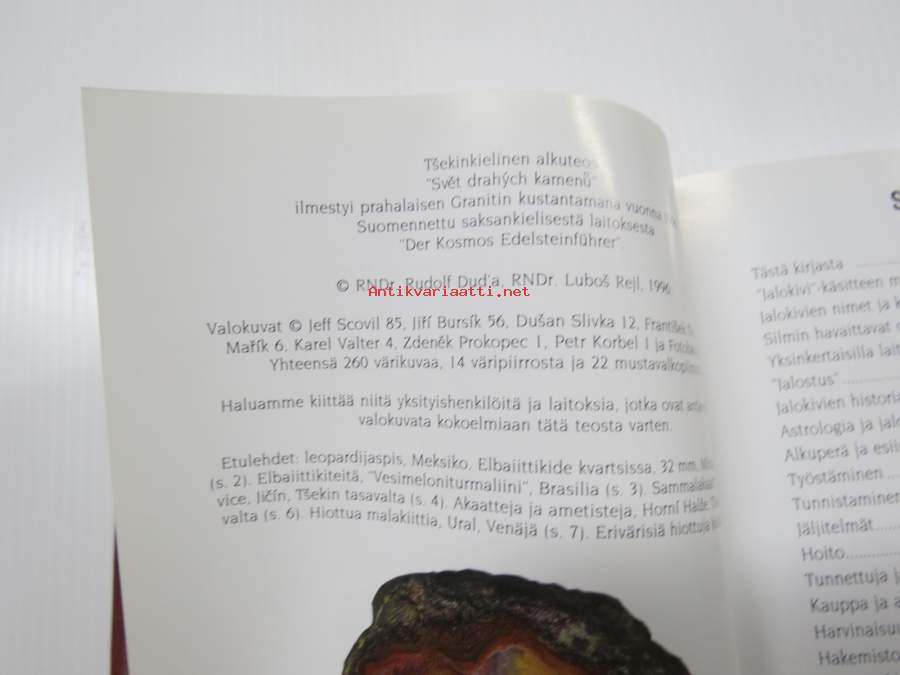 Tšekinkielinen alkuteos
"Svět drahých kamenů"
ilmestyi prahalaisen Granitin kustantamana vuonna
Suomennettu saksankielisestä laitoksesta
"Der Kosmos Edelsteinführer".
© RNDr. Rudolf Dud'a, RNDr. Luboš Rejl, 1996
Antikvariaatti.net
Valokuvat © Jeff Scovil 85, Jiří Bursík 56, Dušan Slivka 12, František
Mařík 6, Karel Valter 4, Zdeněk Prokopec 1, Petr Korbel 1 ja
Yhteensä 260 värikuvaa, 14 väripiirrosta ja 22
Haluamme kiittää niitä yksityishenkilöitä ja laitoksia, jotka ovat
valokuvata kokoelmiaan tätä teosta varten.
Etulehdet: leopardijaspis, Meksiko, Elbaiittikide kvartsissa, 32 mm,
(s. 2). Elbaiittikiteitä, "Vesimeloniturmaliini", Brasilia (s. 3).
vice, Jičín, Tšekin tasavalta (s. 4). Akaatteja ja ametisteja, Horní
valta (s. 6). Hiottua malakiittia, Ural, Venäjä (s. 7). Erivärisiä hiottuja
S
Tästä kirjasta
"Jalokivi"-käsitteen
Jalokivien nimet ja
Silmin havaittavat
Yksinkertaisilla
"Jalostus"
Jalokivien
Astrologia ja
Alkuperä ja
Työstäminen
Tunnistaminen
Jäljitelmät
Hoito
Tunnettuja
Kauppa ja
Hakemisto